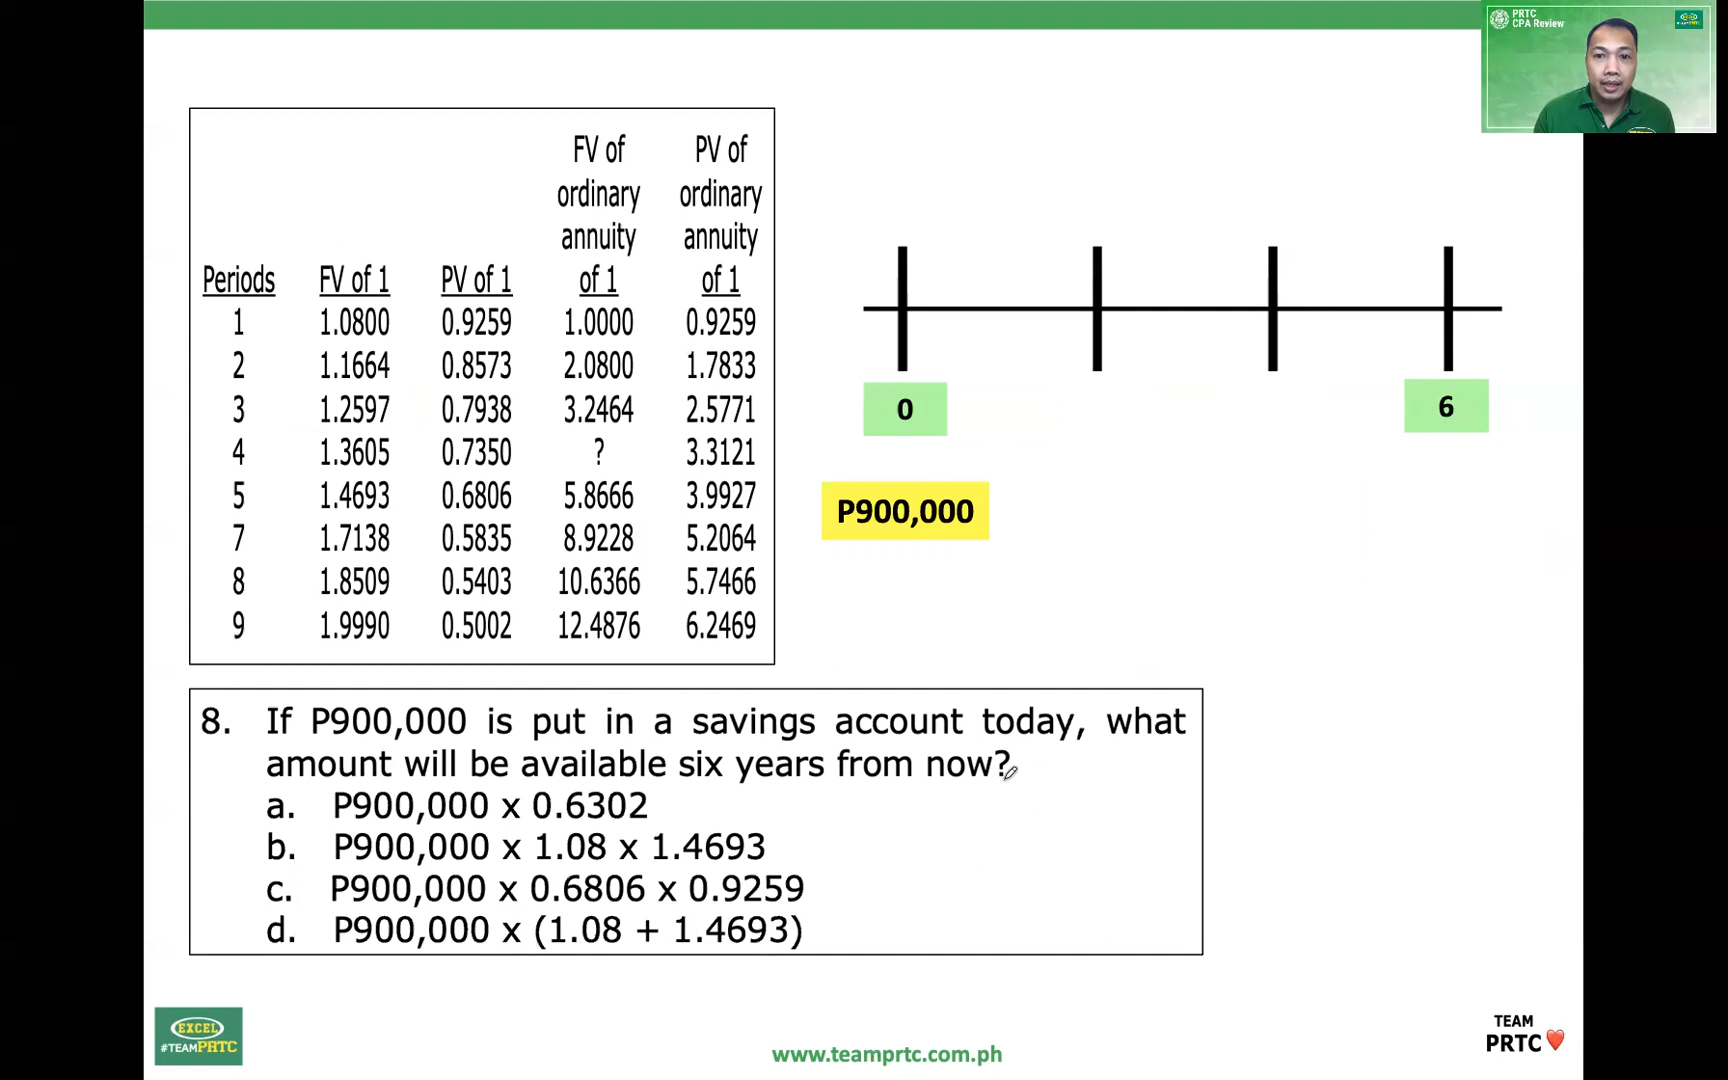 PRTC
CPA Review
FV of PV of
ordinary ordinary
annuity annuity
Periods FV of 1 PV of 1 of 1 of 1
1 1.0800 0.9259 1.0000 0.9259
2 1.1664 0.8573 2.0800 1.7833
3 1.2597 0.7938 3.2464 2.5771
4 1.3605 0.7350 ? 3.3121
5 1.4693 0.6806 5.8666 3.9927
7 1.7138 0.5835 8.9228 5.2064
8 1.8509 0.5403 10.6366 5.7466
9 1.9990 0.5002 12.4876 6.2469
0 6
P900,000
8. If P900,000 is put in a savings account today, what
amount will be available six years from now?
a. P900,000 x 0.6302
b. P900,000 x 1.08 x 1.4693
c. P900,000 x 0.6806 x 0.9259
d. P900,000 x (1.08 + 1.4693)
EXCEL
#TEAMPRTC
www.teamprtc.com.ph
TEAM
PRTC